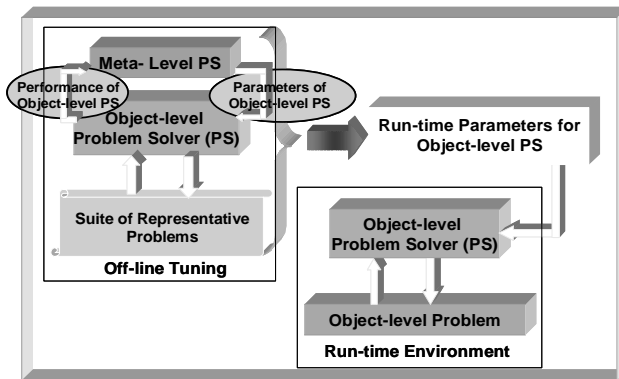 Meta- Level PS
Performance of
Object-level PS
Parameters of
Object-level PS
Object-level
Problem Solver (PS)
Suite of Representative
Problems
Off-line Tuning
Run-time Parameters for
Object-level PS
Object-level
Problem Solver (PS)
Object-level Problem
Run-time Environment